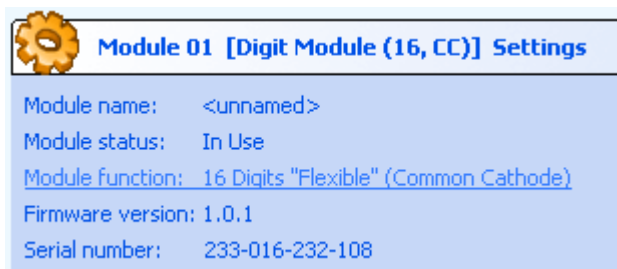 Module 01 [Digit Module (16, CC)] Settings
Module name: <unnamed>
Module status: In Use
Module function: 16 Digits "Flexible" (Common Cathode)
Firmware version: 1.0.1
Serial number: 233-016-232-108